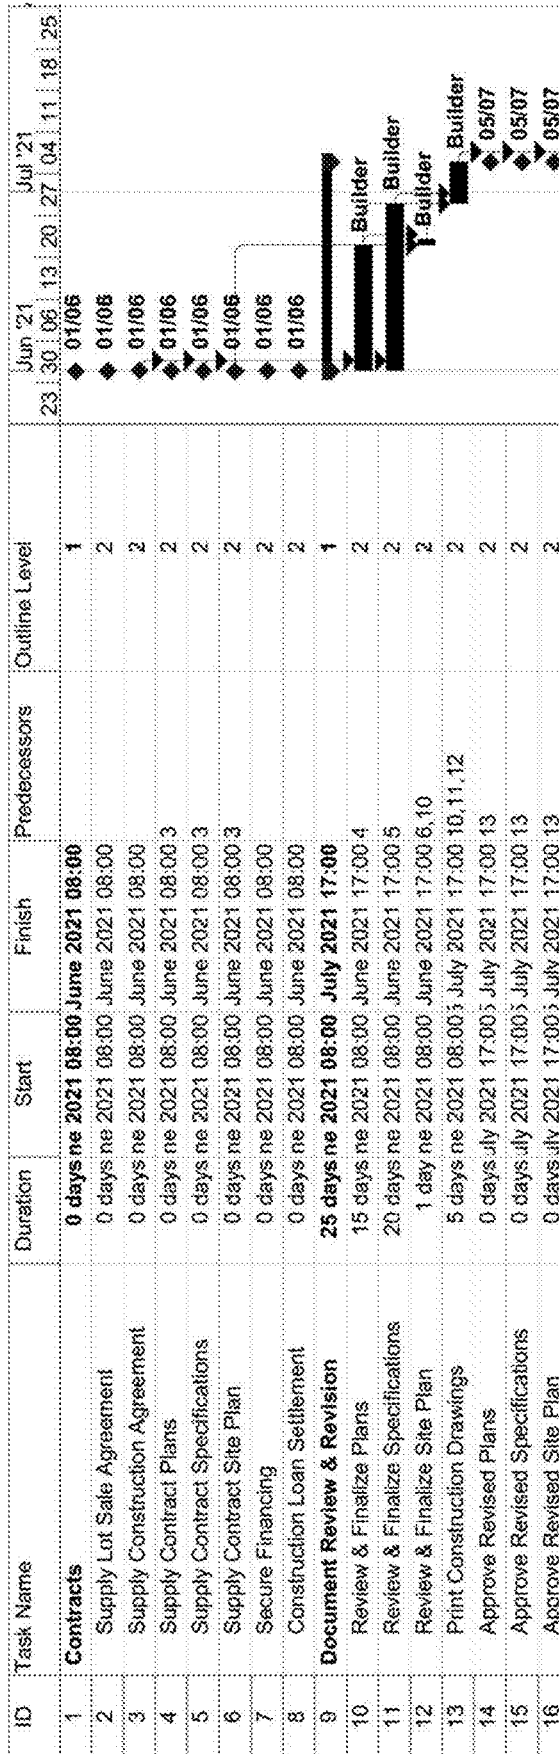 ID Task Name Duration Start Finish Predecessors Outline Level Jun '21 Jul '21
23 30 06 13 20 27 04 11 18 25
1 Contracts 0 days ne 2021 08:00 June 2021 08:00 1 01/06
2 Supply Lot Sale Agreement 0 days ne 2021 08:00 June 2021 08:00 2 01/06
3 Supply Construction Agreement 0 days ne 2021 08:00 June 2021 08:00 2 01/06
4 Supply Contract Plans 0 days ne 2021 08:00 June 2021 08:00 3 2 01/06
5 Supply Contract Specifications 0 days ne 2021 08:00 June 2021 08:00 3 2 01/06
6 Supply Contract Site Plan 0 days ne 2021 08:00 June 2021 08:00 3 2 01/06
7 Secure Financing 0 days ne 2021 08:00 June 2021 08:00 2 01/06
8 Construction Loan Settlement 0 days ne 2021 08:00 June 2021 08:00 2 01/06
9 Document Review & Revision 25 days ne 2021 08:00 July 2021 17:00 1
10 Review & Finalize Plans 15 days ne 2021 08:00 June 2021 17:00 4 2 Builder
11 Review & Finalize Specifications 20 days ne 2021 08:00 June 2021 17:00 5 2 Builder
12 Review & Finalize Site Plan 1 day ne 2021 08:00 June 2021 17:00 6,10 2 Builder
13 Print Construction Drawings 5 days ne 2021 08:00 July 2021 17:00 10,11,12 2 Builder
14 Approve Revised Plans 0 days uly 2021 17:00 July 2021 17:00 13 2 05/07
15 Approve Revised Specifications 0 days uly 2021 17:00 July 2021 17:00 13 2 05/07
16 Approve Revised Site Plan 0 days uly 2021 17:00 July 2021 17:00 13 2 05/07